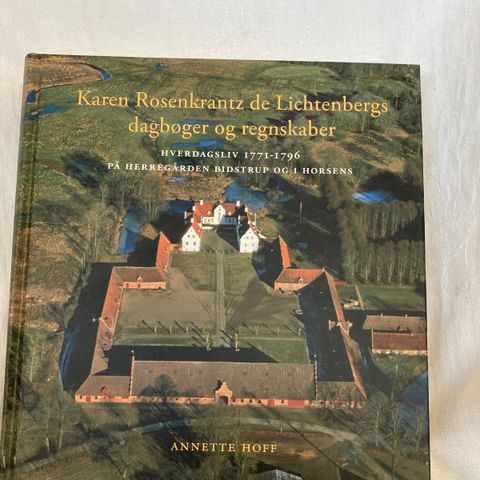 Karen Rosenkrantz de Lichtenbergs
dagbøger og regnskaber
HVERDAGSLIV 1771-1796
PÅ HERREGÅRDEN BIDSTRUP OG I HORSENS
ANNETTE HOFF